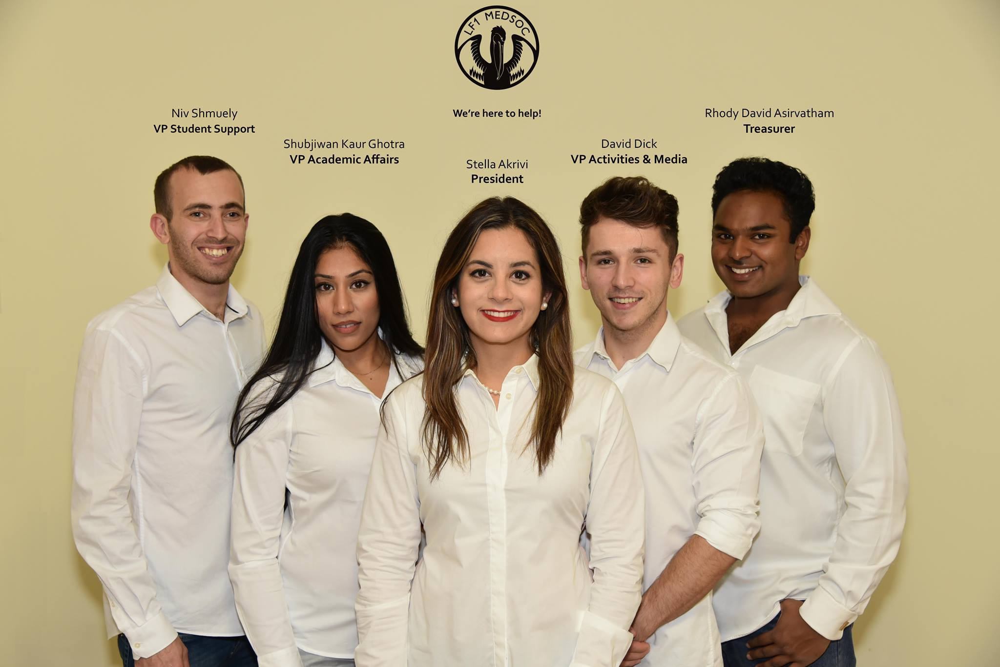 LF1 MEDSOC
We're here to help!
Niv Shmuely
VP Student Support
Shubjiwan Kaur Ghotra
VP Academic Affairs
Stella Akrivi
President
David Dick
VP Activities & Media
Rhody David Asirvatham
Treasurer